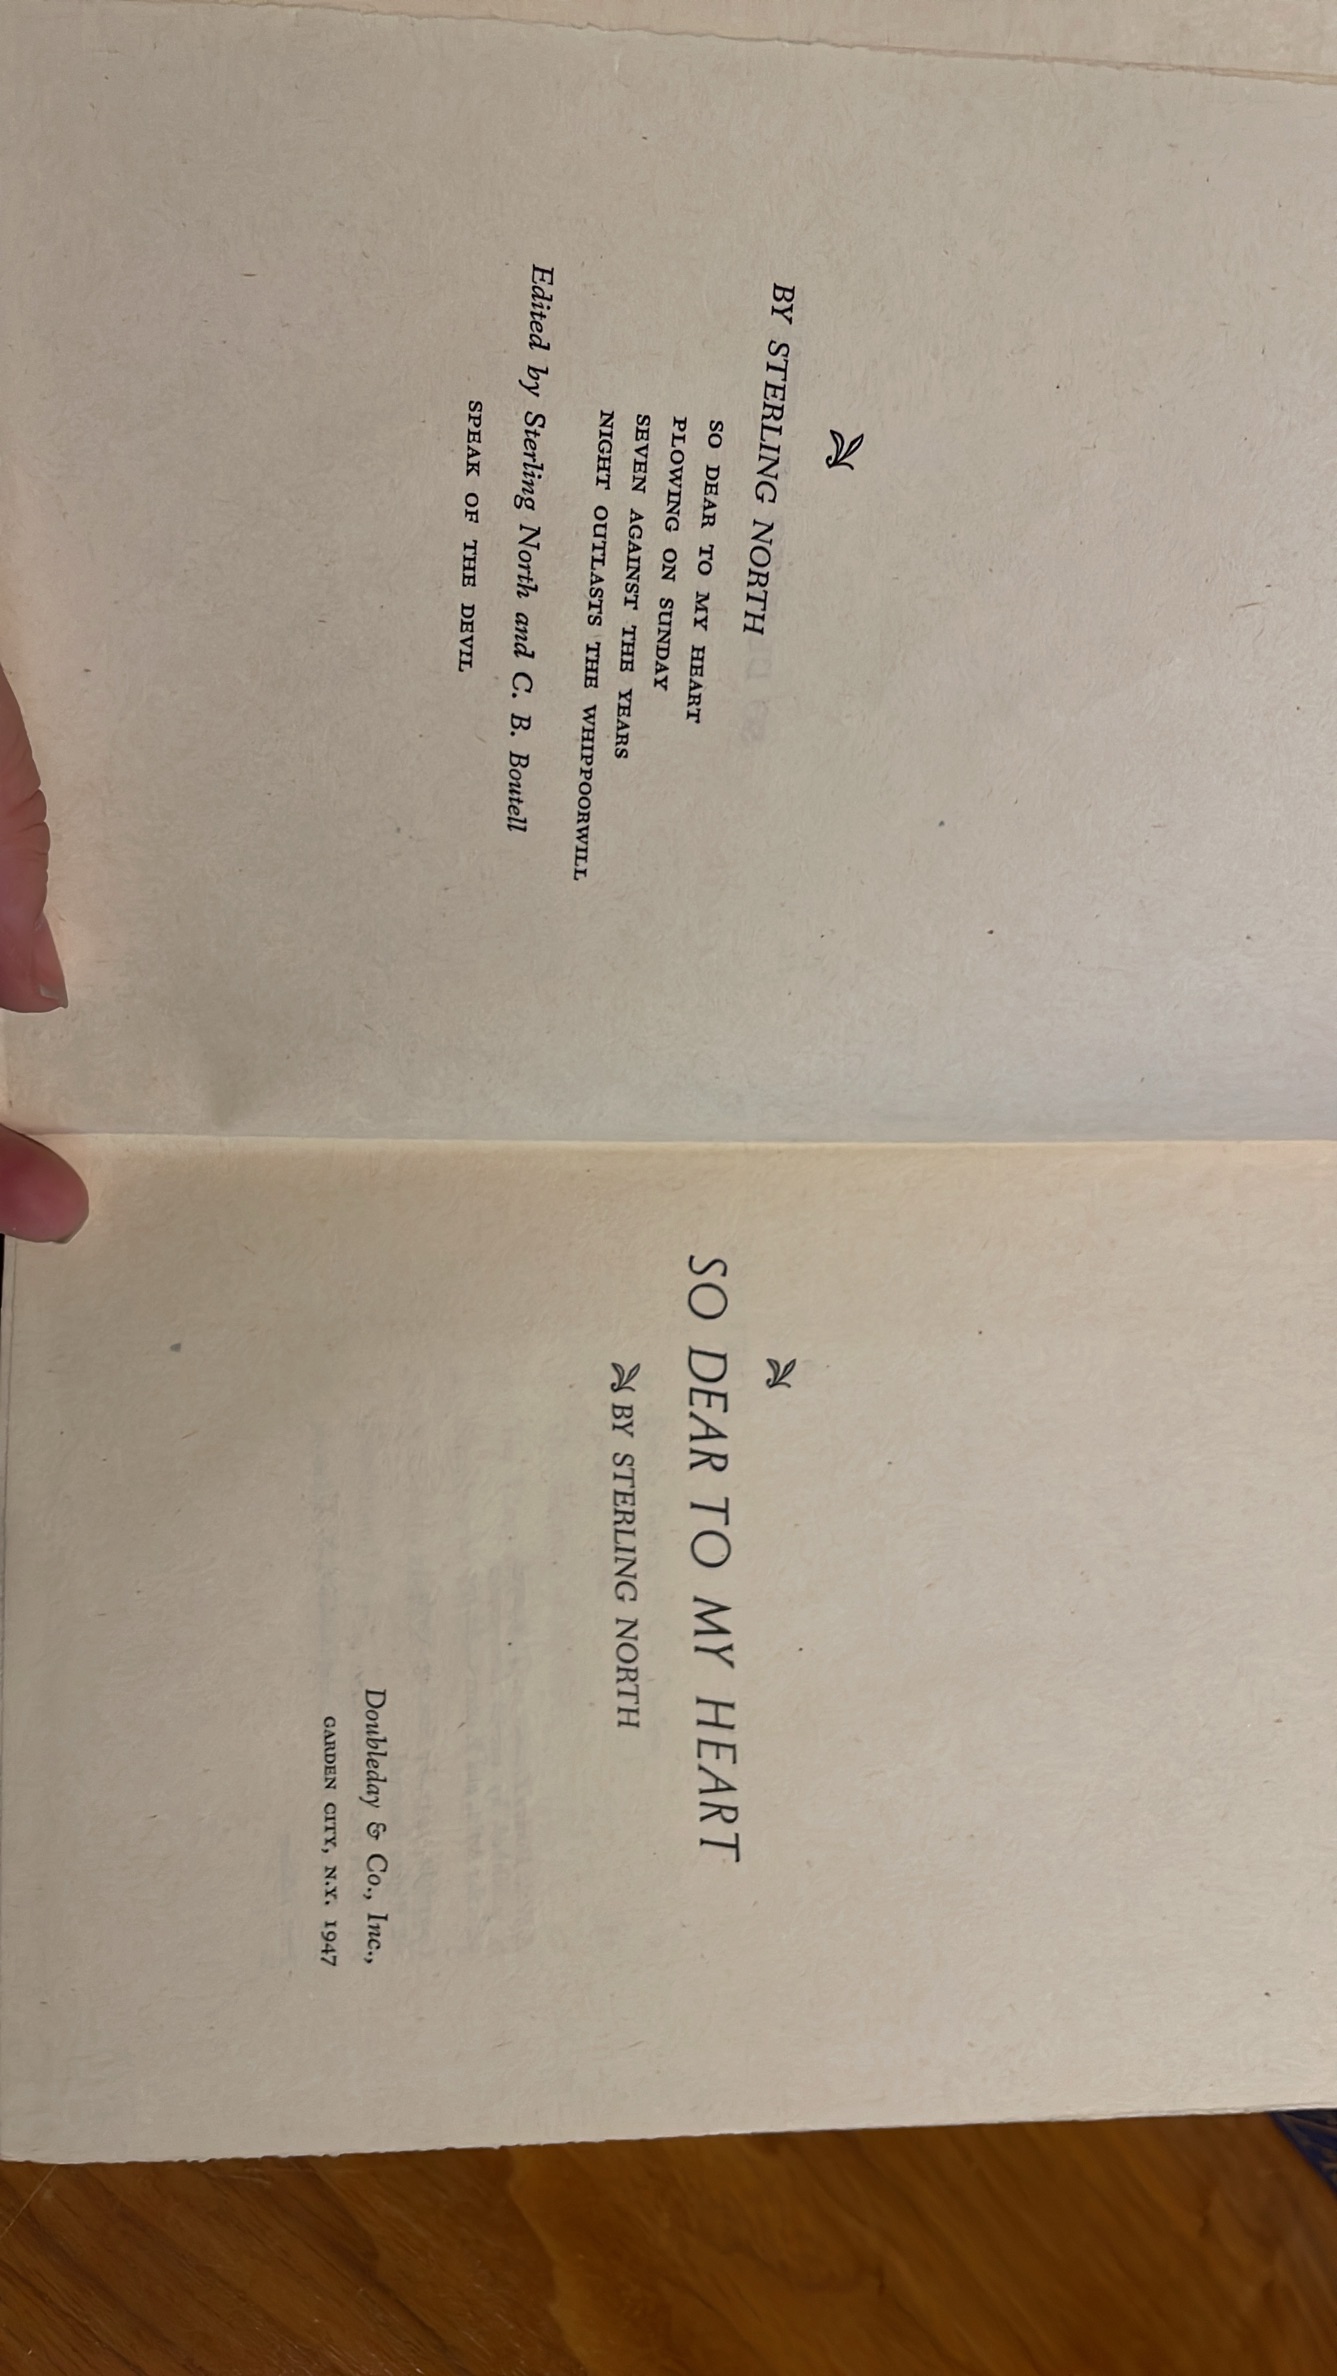 BY STERLING NORTH
SO DEAR TO MY HEART
PLOWING ON SUNDAY
SEVEN AGAINST THE YEARS
NIGHT OUTLASTS THE WHIPPOORWILL
Edited by Sterling North and C. B. Boutell
SPEAK OF THE DEVIL
SO DEAR TO MY HEART
BY STERLING NORTH
Doubleday & Co., Inc.,
GARDEN CITY, N.Y. 1947